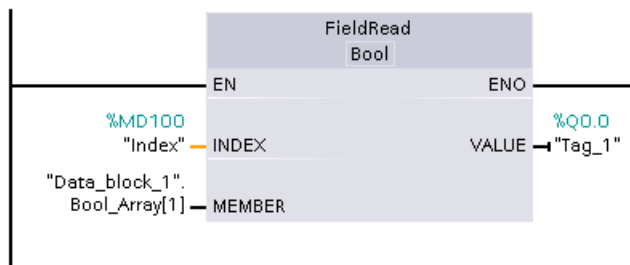 FieldRead
Bool
EN
ENO
%MD100
"Index"
INDEX
%Q0.0
VALUE
"Tag_1"
"Data_block_1".
Bool_Array[1]
MEMBER